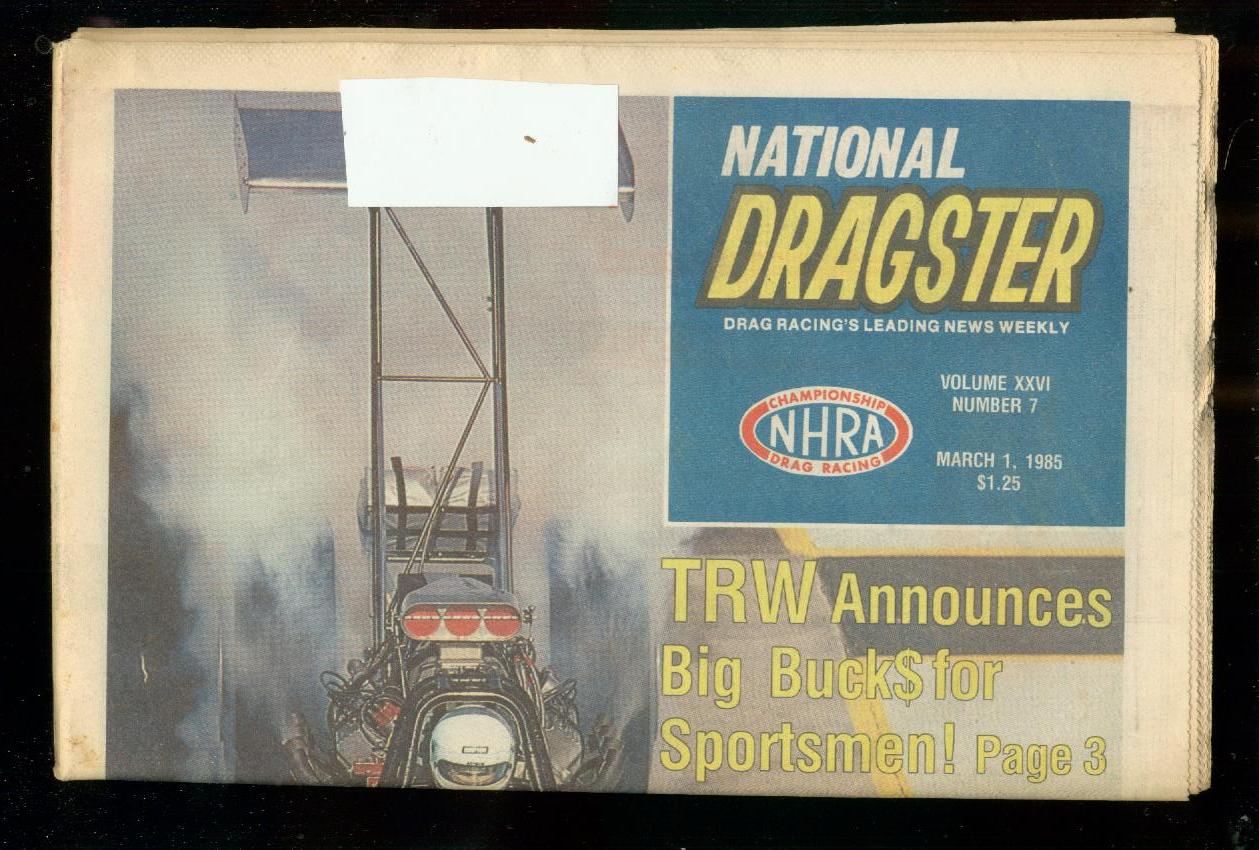 NATIONAL
DRAGSTER
DRAG RACING'S LEADING NEWS WEEKLY
VOLUME XXVI
NUMBER 7
CHAMPIONSHIP
NHRA
DRAG RACING
MARCH 1, 1985
$1.25
TRW Announces
Big Buck$ for
Sportsmen! Page 3